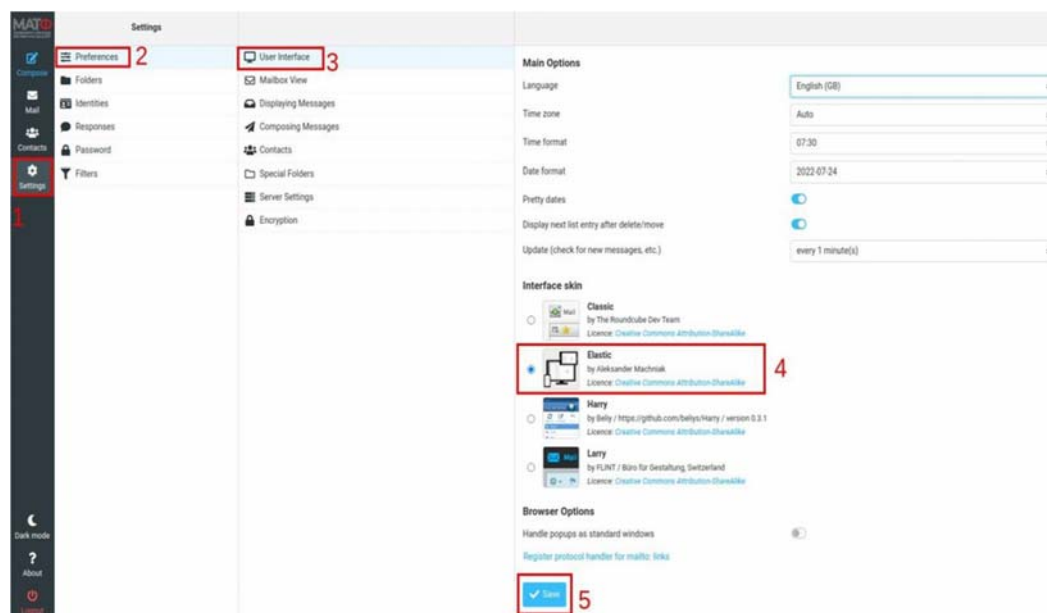 МАТФ
Settings
Compose
Mail
Contacts
Settings
1
Dark mode
?
About
Logout
Preferences
2
Folders
Identities
Responses
Password
Filters
User Interface
3
Mailbox View
Displaying Messages
Composing Messages
Contacts
Special Folders
Server Settings
Encryption
Main Options
Language English (GB)
Time zone Auto
Time format 07:30
Date format 2022-07-24
Pretty dates
Display next list entry after delete/move
Update (check for new messages, etc.) every 1 minute(s)
Interface skin
Mail
Classic
by The Roundcube Dev Team
Licence: Creative Commons Attribution-ShareAlike
Elastic
by Aleksander Machniak
Licence: Creative Commons Attribution-ShareAlike
4
Harry
by Beliy / https://github.com/beliys/Harry / version 0.3.1
Licence: Creative Commons Attribution-ShareAlike
Mail
Larry
by FLINT / Büro für Gestaltung, Switzerland
Licence: Creative Commons Attribution-ShareAlike
Browser Options
Handle popups as standard windows
Register protocol handler for mailto: links
Save
5